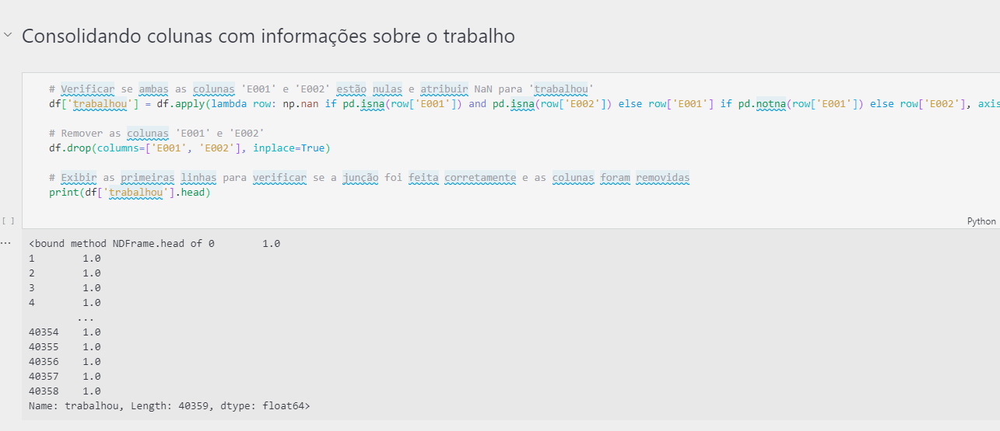 Consolidando colunas com informações sobre o trabalho
# Verificar se ambas as colunas 'E001' e 'E002' estão nulas e atribuir NaN para 'trabalhou'
df['trabalhou'] = df.apply(lambda row: np.nan if pd.isna(row['E001']) and pd.isna(row['E002']) else row['E001'] if pd.notna(row['E001']) else row['E002'], axis
# Remover as colunas 'E001' e 'E002'
df.drop(columns=['E001', 'E002'], inplace=True)
# Exibir as primeiras linhas para verificar se a junção foi feita corretamente e as colunas foram removidas
print(df['trabalhou'].head)
[ ]
Python
...
<bound method NDFrame.head of 0        1.0
1        1.0
2        1.0
3        1.0
4        1.0
        ...
40354    1.0
40355    1.0
40356    1.0
40357    1.0
40358    1.0
Name: trabalhou, Length: 40359, dtype: float64>